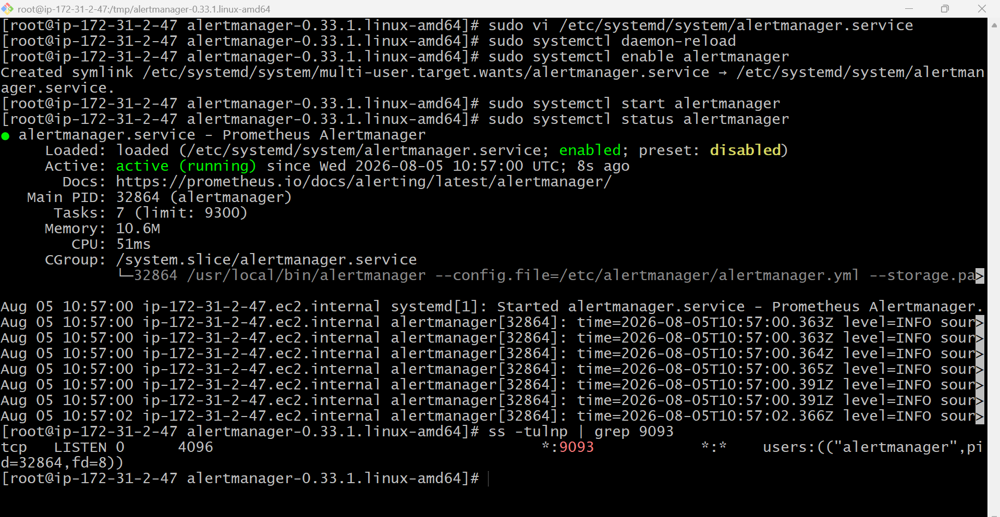 root@ip-172-31-2-47:/tmp/alertmanager-0.33.1.linux-amd64
[root@ip-172-31-2-47 alertmanager-0.33.1.linux-amd64]# sudo vi /etc/systemd/system/alertmanager.service
[root@ip-172-31-2-47 alertmanager-0.33.1.linux-amd64]# sudo systemctl daemon-reload
[root@ip-172-31-2-47 alertmanager-0.33.1.linux-amd64]# sudo systemctl enable alertmanager
Created symlink /etc/systemd/system/multi-user.target.wants/alertmanager.service → /etc/systemd/system/alertman
ager.service.
[root@ip-172-31-2-47 alertmanager-0.33.1.linux-amd64]# sudo systemctl start alertmanager
[root@ip-172-31-2-47 alertmanager-0.33.1.linux-amd64]# sudo systemctl status alertmanager
● alertmanager.service - Prometheus Alertmanager
Loaded: loaded (/etc/systemd/system/alertmanager.service; enabled; preset: disabled)
Active: active (running) since Wed 2026-08-05 10:57:00 UTC; 8s ago
Docs: https://prometheus.io/docs/alerting/latest/alertmanager/
Main PID: 32864 (alertmanager)
Tasks: 7 (limit: 9300)
Memory: 10.6M
CPU: 51ms
CGroup: /system.slice/alertmanager.service
└─32864 /usr/local/bin/alertmanager --config.file=/etc/alertmanager/alertmanager.yml --storage.pa>
Aug 05 10:57:00 ip-172-31-2-47.ec2.internal systemd[1]: Started alertmanager.service - Prometheus Alertmanager.
Aug 05 10:57:00 ip-172-31-2-47.ec2.internal alertmanager[32864]: time=2026-08-05T10:57:00.363Z level=INFO sour>
Aug 05 10:57:00 ip-172-31-2-47.ec2.internal alertmanager[32864]: time=2026-08-05T10:57:00.363Z level=INFO sour>
Aug 05 10:57:00 ip-172-31-2-47.ec2.internal alertmanager[32864]: time=2026-08-05T10:57:00.364Z level=INFO sour>
Aug 05 10:57:00 ip-172-31-2-47.ec2.internal alertmanager[32864]: time=2026-08-05T10:57:00.365Z level=INFO sour>
Aug 05 10:57:00 ip-172-31-2-47.ec2.internal alertmanager[32864]: time=2026-08-05T10:57:00.391Z level=INFO sour>
Aug 05 10:57:00 ip-172-31-2-47.ec2.internal alertmanager[32864]: time=2026-08-05T10:57:00.391Z level=INFO sour>
Aug 05 10:57:02 ip-172-31-2-47.ec2.internal alertmanager[32864]: time=2026-08-05T10:57:02.366Z level=INFO sour>
[root@ip-172-31-2-47 alertmanager-0.33.1.linux-amd64]# ss -tulnp | grep 9093
tcp   LISTEN 0      4096                                     *:9093            *:*    users:(("alertmanager",pi
d=32864,fd=8))
[root@ip-172-31-2-47 alertmanager-0.33.1.linux-amd64]#